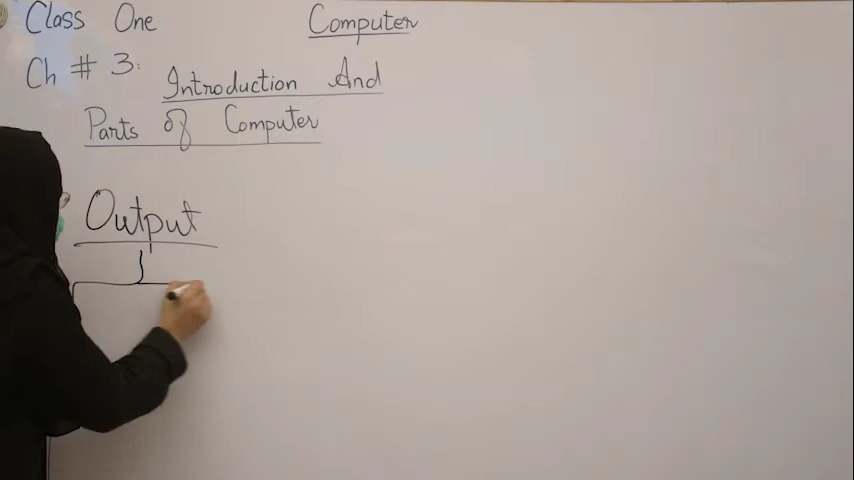 Class One Computer
Ch # 3: Introduction And
Parts of Computer
Output